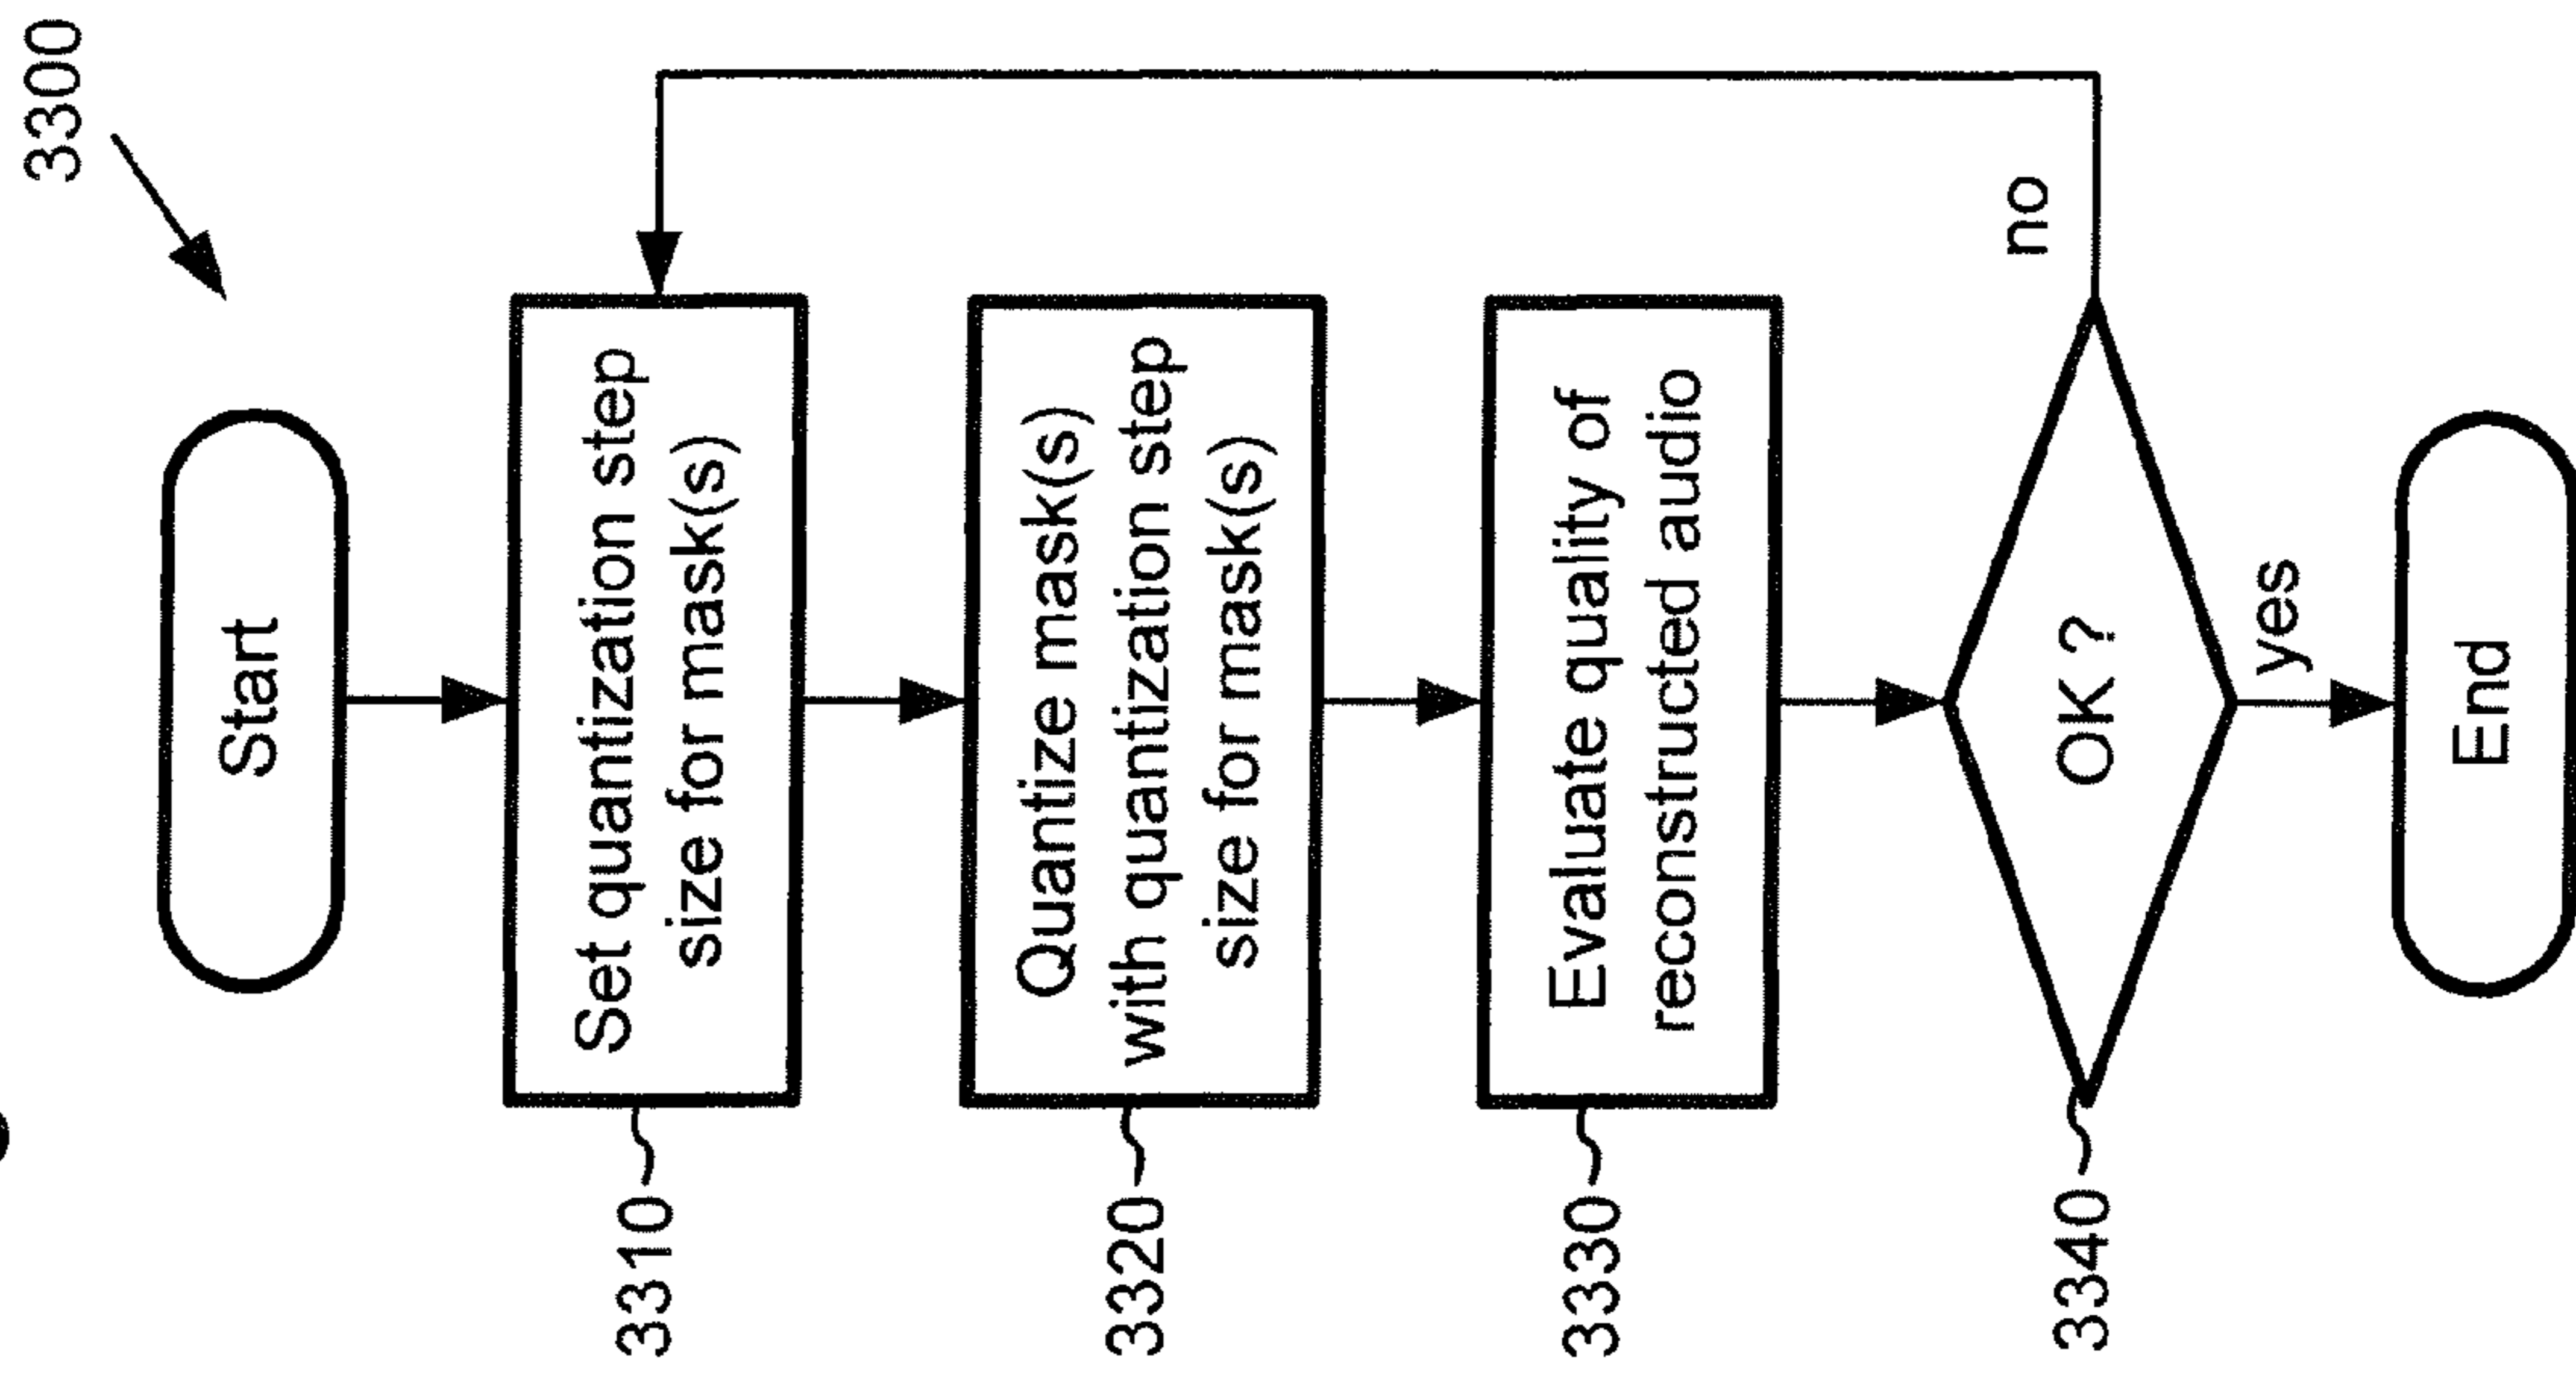 3300
Start
3310
Set quantization step
size for mask(s)
3320
Quantize mask(s)
with quantization step
size for mask(s)
3330
Evaluate quality of
reconstructed audio
3340
OK ?
no
yes
End